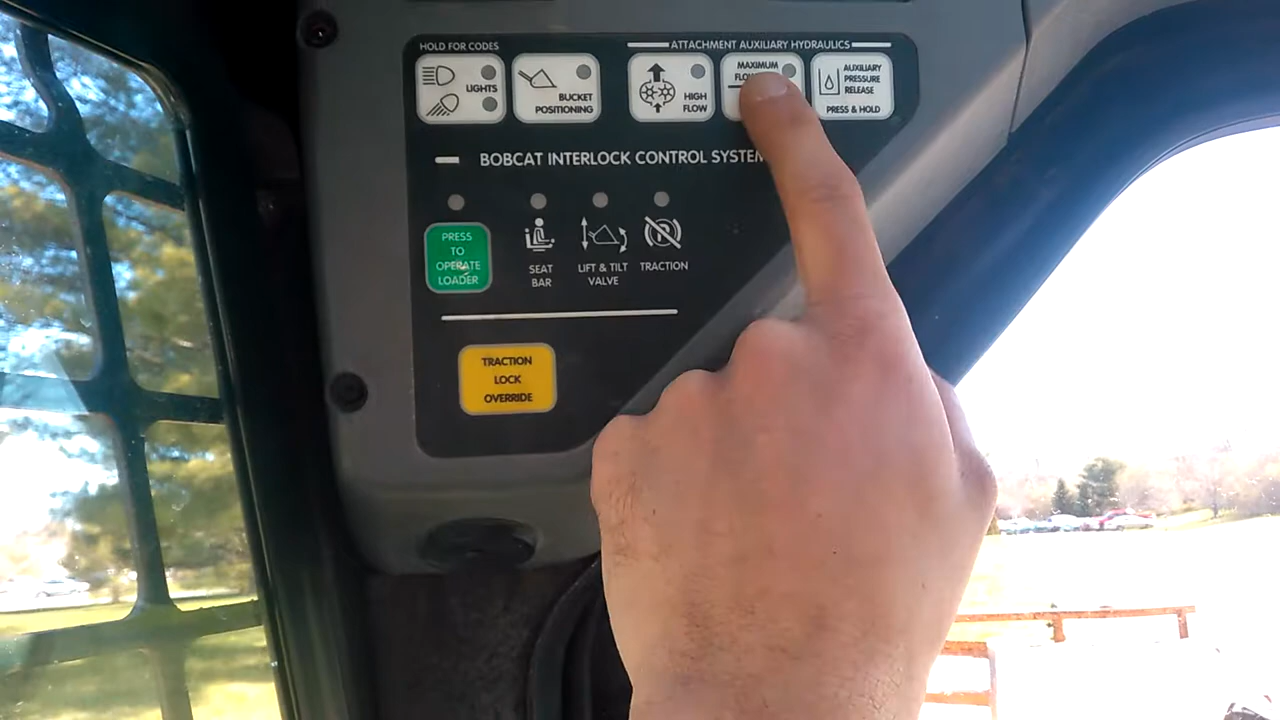 HOLD FOR CODES
ATTACHMENT AUXILIARY HYDRAULICS
LIGHTS
BUCKET
POSITIONING
HIGH
FLOW
MAXIMUM
AUXILIARY
PRESSURE
RELEASE
PRESS & HOLD
BOBCAT INTERLOCK CONTROL SYSTEM
PRESS
TO
OPERATE
LOADER
SEAT
BAR
LIFT & TILT
VALVE
TRACTION
TRACTION
LOCK
OVERRIDE